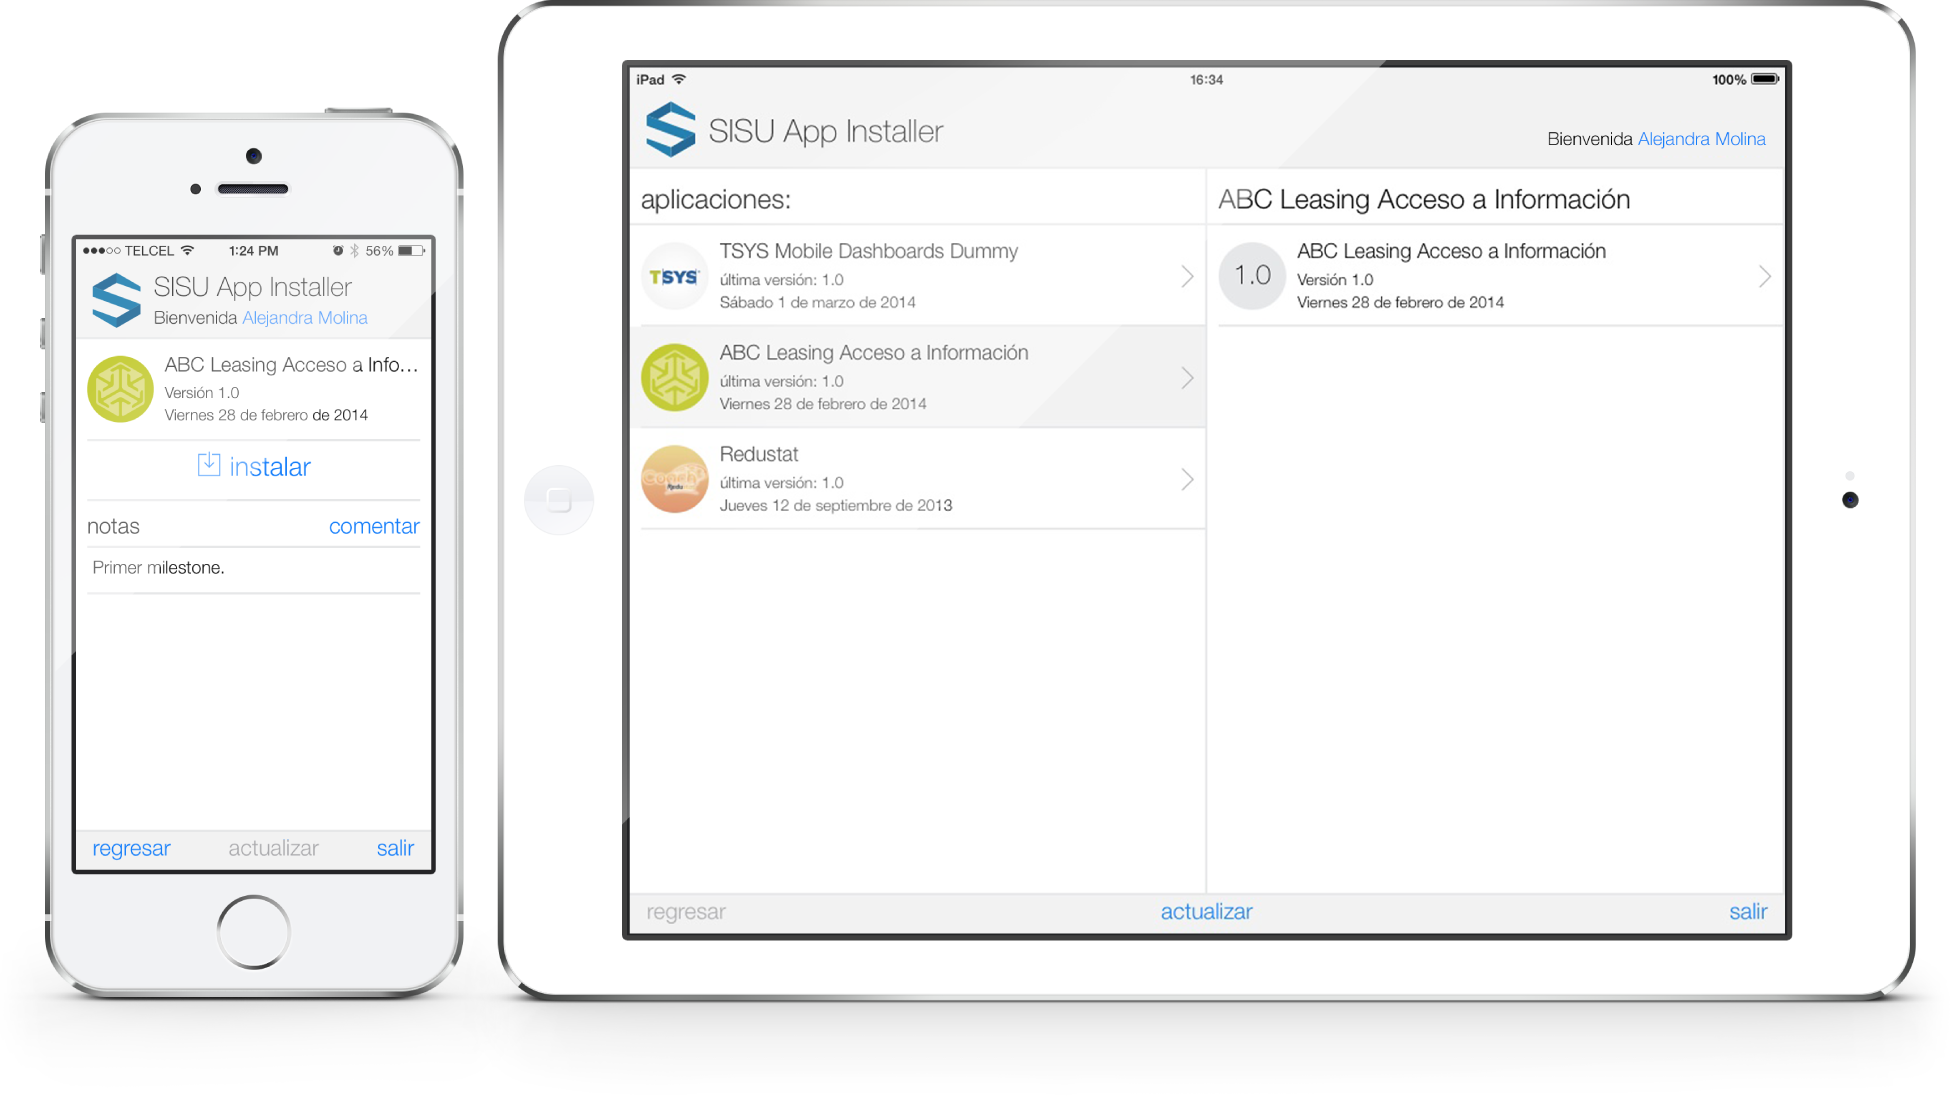 ●●●○○ TELCEL 1:24 PM 56%
SISU App Installer
Bienvenida Alejandra Molina
ABC Leasing Acceso a Info...
Versión 1.0
Viernes 28 de febrero de 2014
instalar
notas comentar
Primer milestone.
regresar actualizar salir
iPad 16:34 100%
SISU App Installer
Bienvenida Alejandra Molina
aplicaciones:
TSYS
TSYS Mobile Dashboards Dummy
última versión: 1.0
Sábado 1 de marzo de 2014
ABC Leasing Acceso a Información
última versión: 1.0
Viernes 28 de febrero de 2014
Redustat
última versión: 1.0
Jueves 12 de septiembre de 2013
ABC Leasing Acceso a Información
1.0
ABC Leasing Acceso a Información
Versión 1.0
Viernes 28 de febrero de 2014
regresar actualizar salir